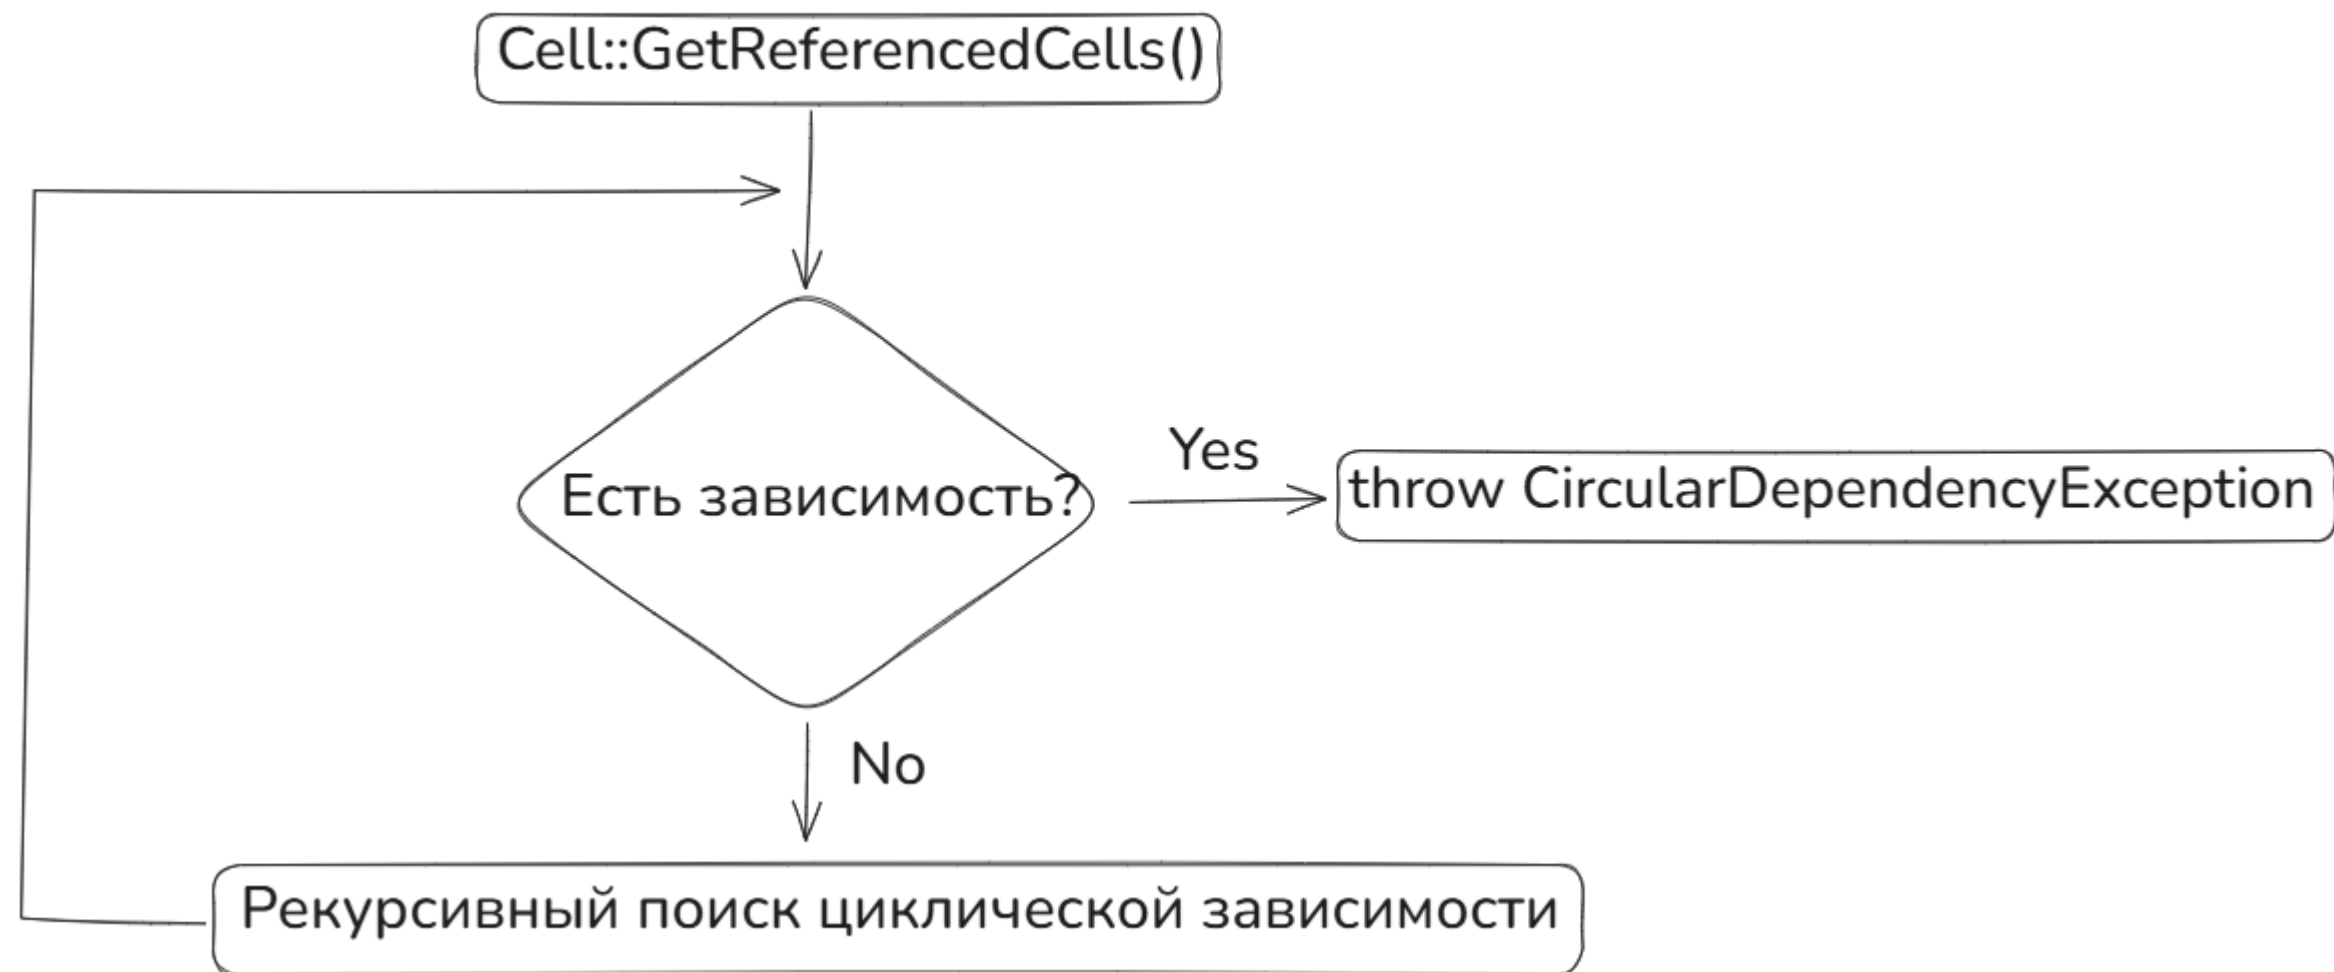 Cell::GetReferencedCells()
Есть зависимость?
Yes
throw CircularDependencyException
No
Рекурсивный поиск циклической зависимости